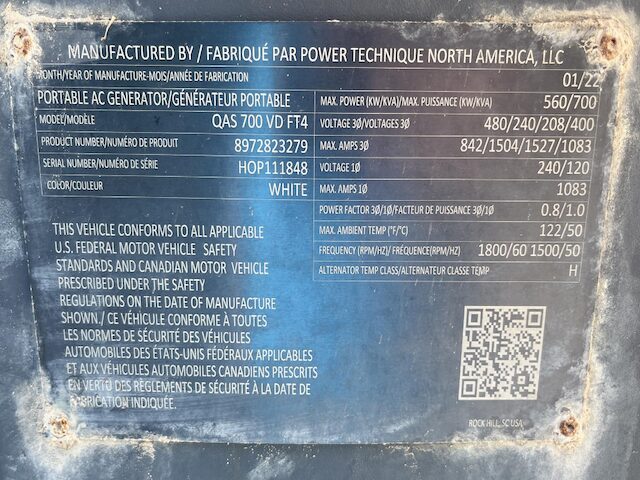 MANUFACTURED BY / FABRIQUÉ PAR POWER TECHNIQUE NORTH AMERICA, LLC
MONTH/YEAR OF MANUFACTURE-MOIS/ANNÉE DE FABRICATION 01/22
PORTABLE AC GENERATOR/GÉNÉRATEUR PORTABLE
MODEL/MODÈLE QAS 700 VD FT4
PRODUCT NUMBER/NUMÉRO DE PRODUIT 8972823279
SERIAL NUMBER/NUMÉRO DE SÉRIE HOP111848
COLOR/COULEUR WHITE
MAX. POWER (KW/KVA)/MAX. PUISSANCE (KW/KVA) 560/700
VOLTAGE 3Ø/VOLTAGES 3Ø 480/240/208/400
MAX. AMPS 3Ø 842/1504/1527/1083
VOLTAGE 1Ø 240/120
MAX. AMPS 1Ø 1083
POWER FACTOR 3Ø/1Ø/FACTEUR DE PUISSANCE 3Ø/1Ø 0.8/1.0
MAX. AMBIENT TEMP (°F/°C) 122/50
FREQUENCY (RPM/HZ)/ FRÉQUENCE(RPM/HZ) 1800/60 1500/50
ALTERNATOR TEMP CLASS/ALTERNATEUR CLASSE TEMP H
THIS VEHICLE CONFORMS TO ALL APPLICABLE
U.S. FEDERAL MOTOR VEHICLE SAFETY
STANDARDS AND CANADIAN MOTOR VEHICLE
PRESCRIBED UNDER THE SAFETY
REGULATIONS ON THE DATE OF MANUFACTURE
SHOWN./ CE VÉHICULE CONFORME À TOUTES
LES NORMES DE SÉCURITÉ DES VÉHICULES
AUTOMOBILES DES ÉTATS-UNIS FÉDÉRAUX APPLICABLES
ET AUX VÉHICULES AUTOMOBILES CANADIENS PRESCRITS
EN VERTU DES RÈGLEMENTS DE SÉCURITÉ À LA DATE DE
FABRICATION INDIQUÉE.
ROCK HILL, SC USA